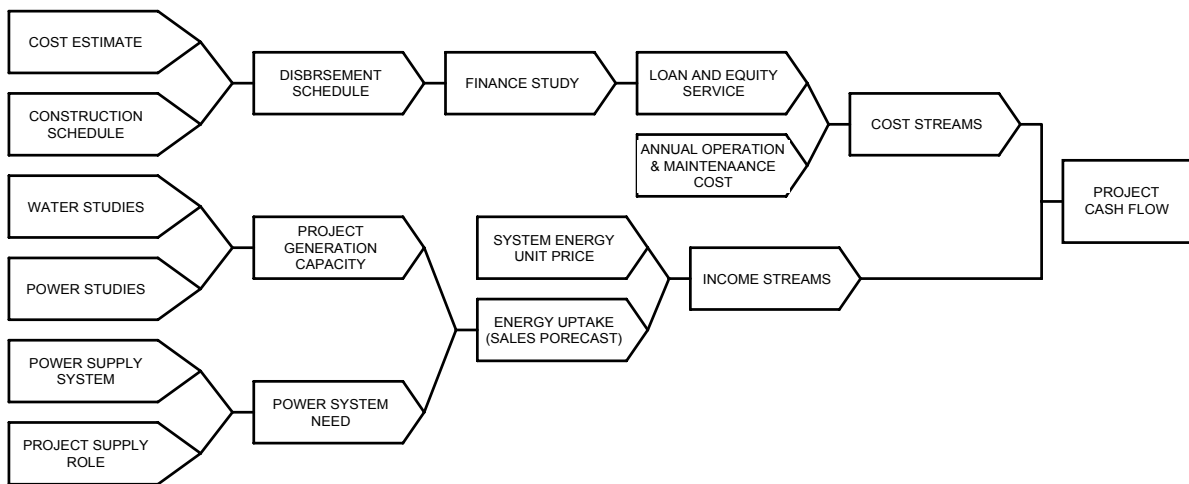 COST ESTIMATE
CONSTRUCTION
SCHEDULE
DISBRSEMENT
SCHEDULE
FINANCE STUDY
LOAN AND EQUITY
SERVICE
ANNUAL OPERATION
& MAINTENAANCE
COST
COST STREAMS
PROJECT
CASH FLOW
WATER STUDIES
POWER STUDIES
PROJECT
GENERATION
CAPACITY
SYSTEM ENERGY
UNIT PRICE
ENERGY UPTAKE
(SALES PORECAST)
INCOME STREAMS
POWER SUPPLY
SYSTEM
PROJECT SUPPLY
ROLE
POWER SYSTEM
NEED